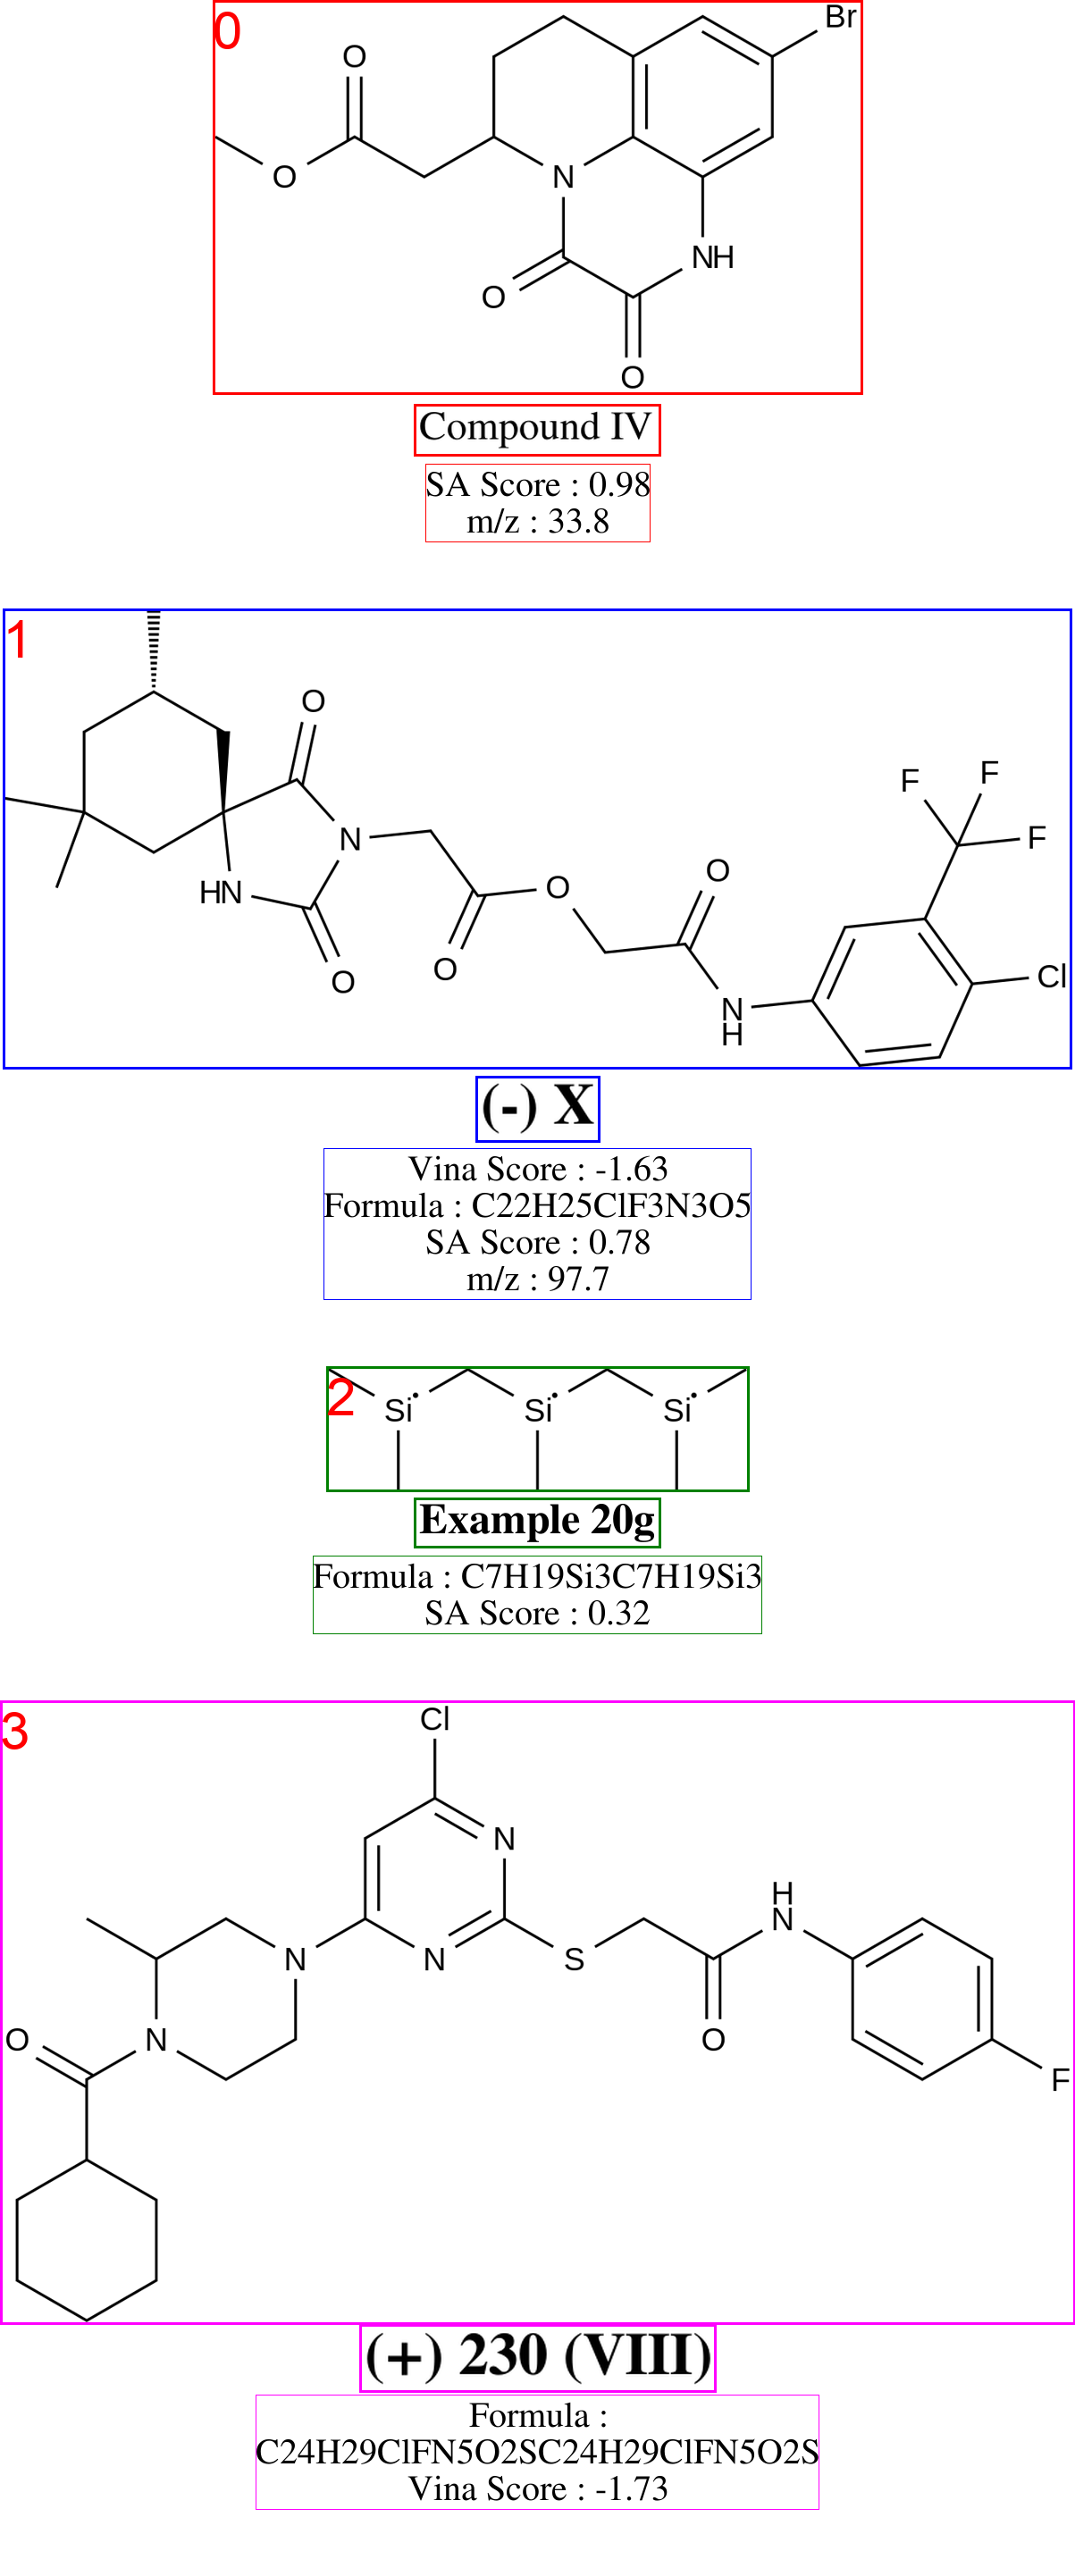 0
Br
O
O
N
NH
O
O
Compound IV
SA Score : 0.98
m/z : 33.8
1
O
F
F
F
N
HN
O
O
O
O
Cl
N
H
(-) X
Vina Score : -1.63
Formula : C22H25ClF3N3O5
SA Score : 0.78
m/z : 97.7
2
Si
Si
Si
Example 20g
Formula : C7H19Si3C7H19Si3
SA Score : 0.32
3
Cl
N
H
N
N
N
S
O
N
O
F
(+) 230 (VIII)
Formula :
C24H29ClFN5O2SC24H29ClFN5O2S
Vina Score : -1.73